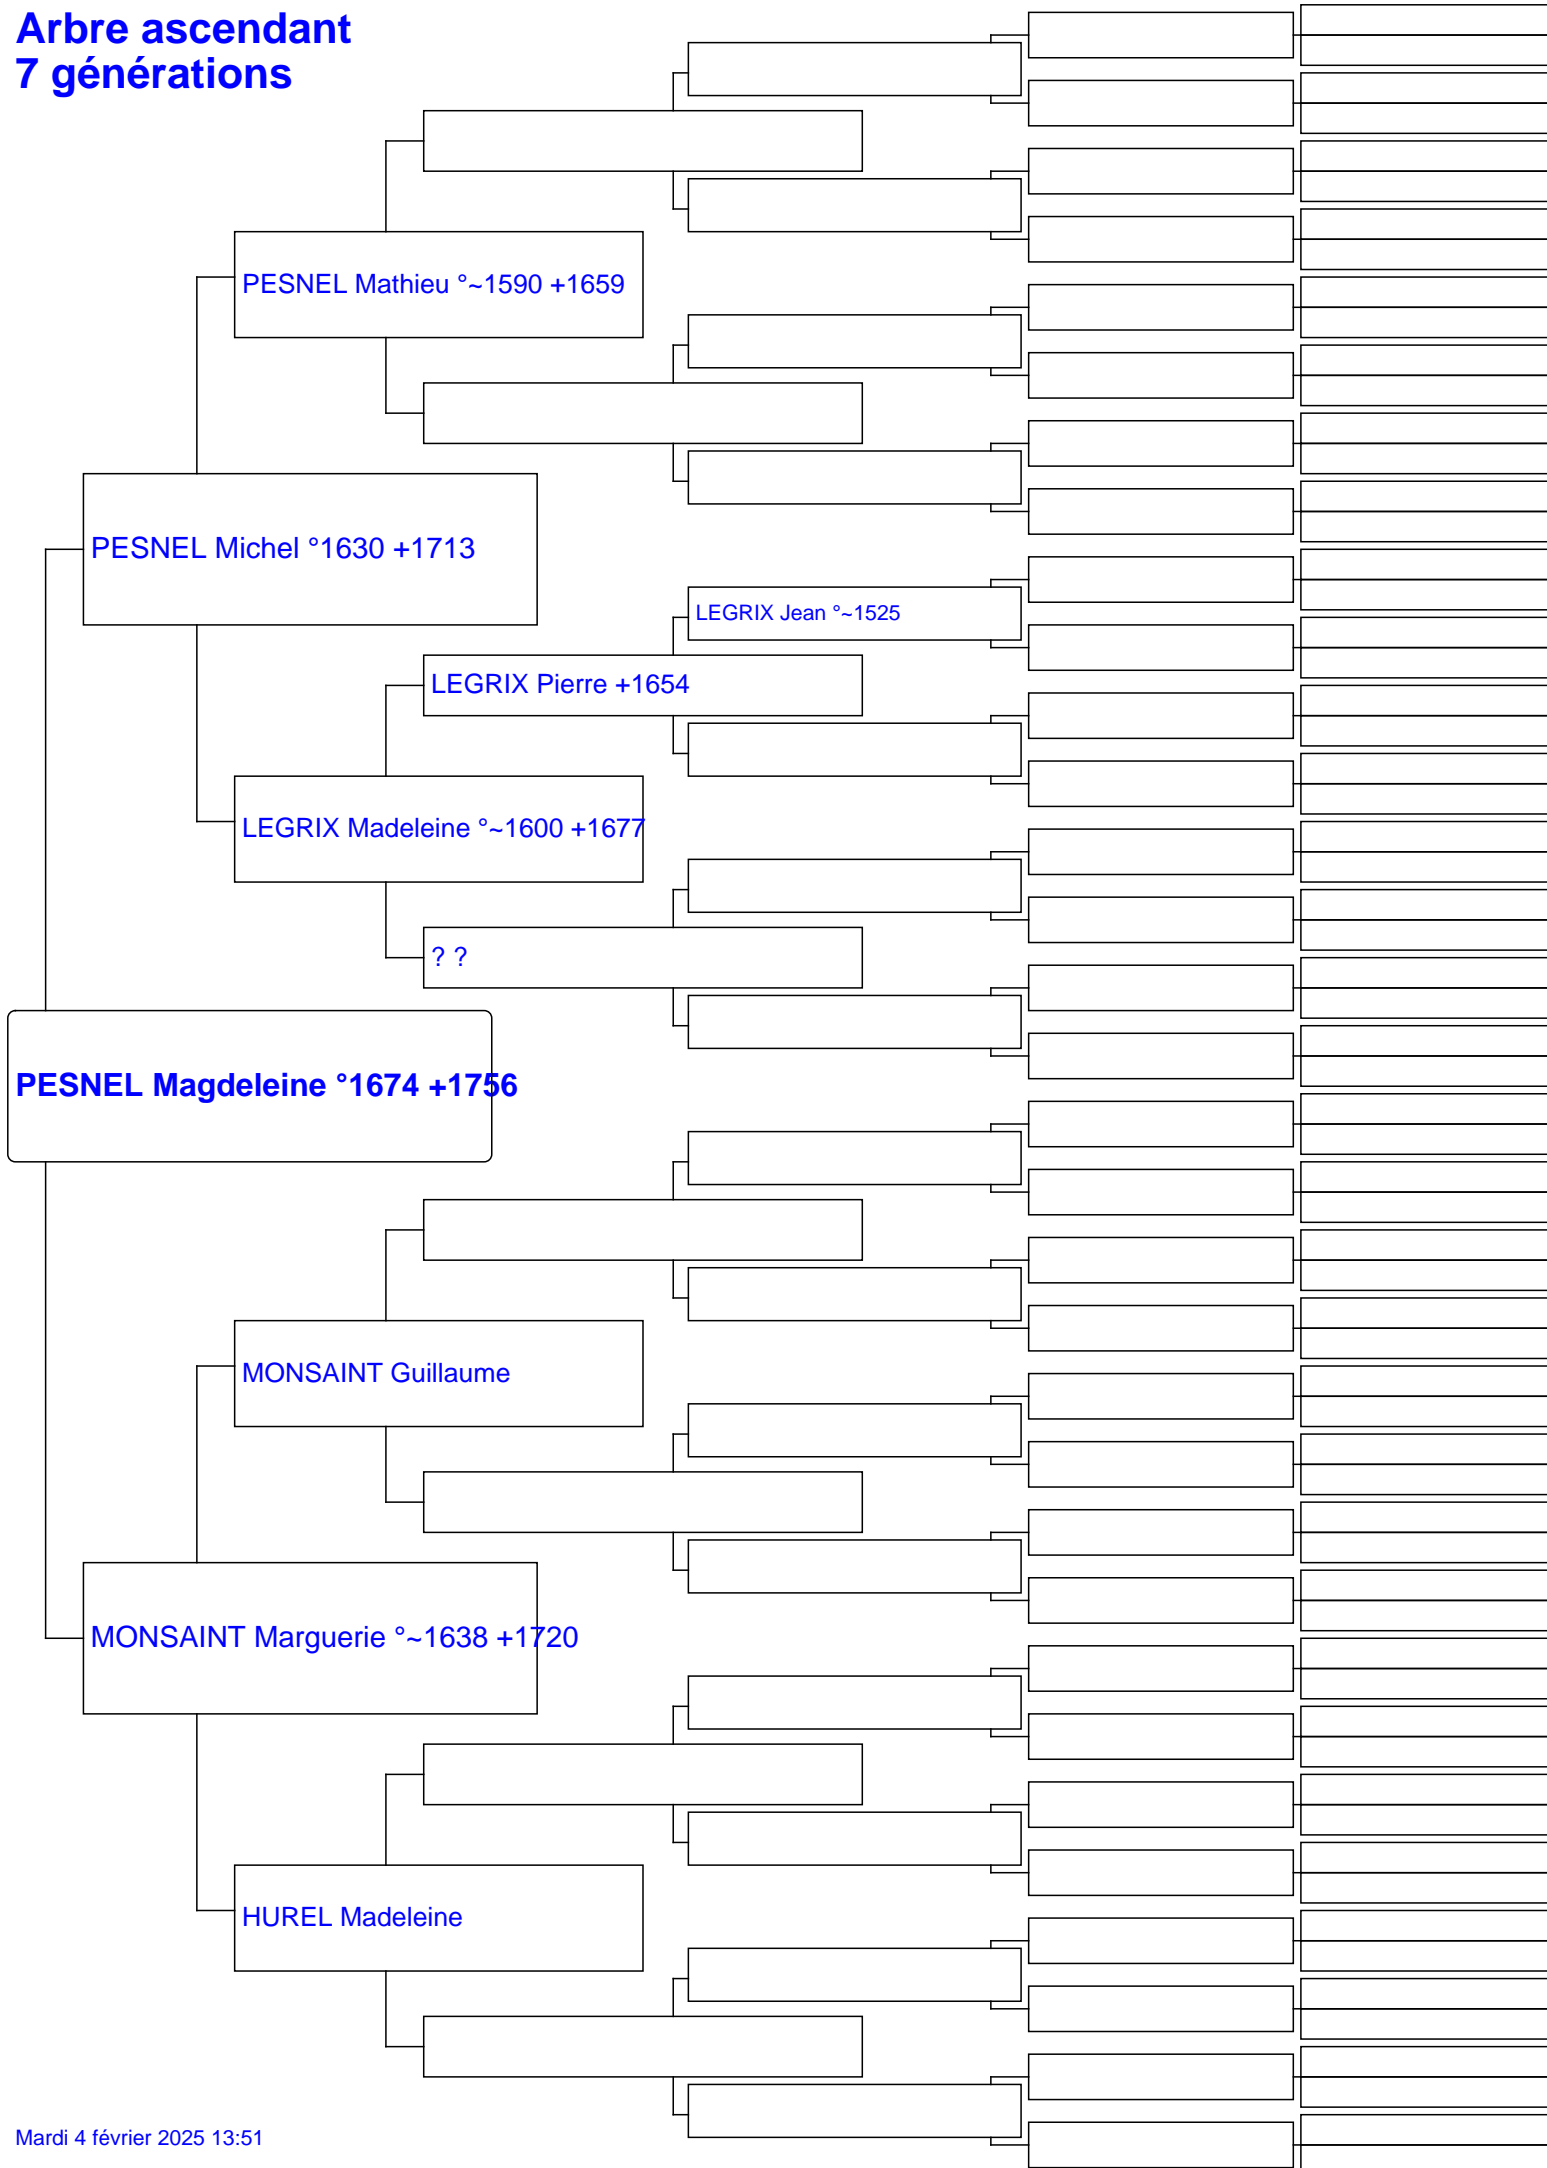 Arbre ascendant
7 générations
PESNEL Mathieu °~1590 +1659
PESNEL Michel °1630 +1713
LEGRIX Jean °~1525
LEGRIX Pierre +1654
LEGRIX Madeleine °~1600 +1677
? ?
PESNEL Magdeleine °1674 +1756
MONSAINT Guillaume
MONSAINT Marguerie °~1638 +1720
HUREL Madeleine
Mardi 4 février 2025 13:51